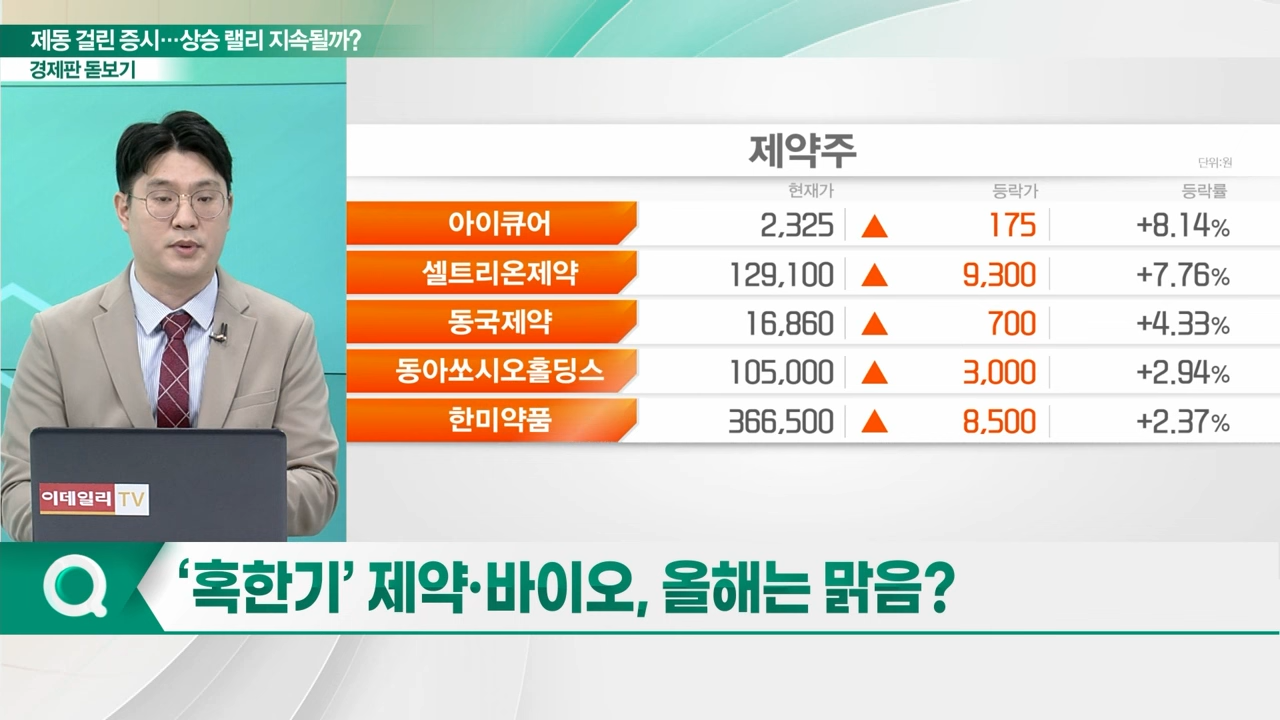 제동 걸린 증시…상승 랠리 지속될까?
경제판 돋보기
제약주
단위:원
현재가 등락가 등락률
아이큐어 2,325 ▲ 175 +8.14%
셀트리온제약 129,100 ▲ 9,300 +7.76%
동국제약 16,860 ▲ 700 +4.33%
동아쏘시오홀딩스 105,000 ▲ 3,000 +2.94%
한미약품 366,500 ▲ 8,500 +2.37%
이데일리 TV
‘혹한기’ 제약·바이오, 올해는 맑음?